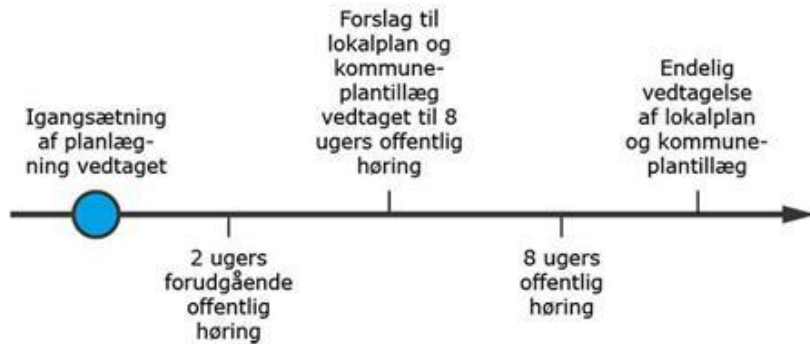 Igangsætning
af planlæg-
ning vedtaget
2 ugers
forudgående
offentlig
høring
Forslag til
lokalplan og
kommune-
plantillæg
vedtaget til 8
ugers offentlig
høring
8 ugers
offentlig
høring
Endelig
vedtagelse
af lokalplan
og kommune-
plantillæg